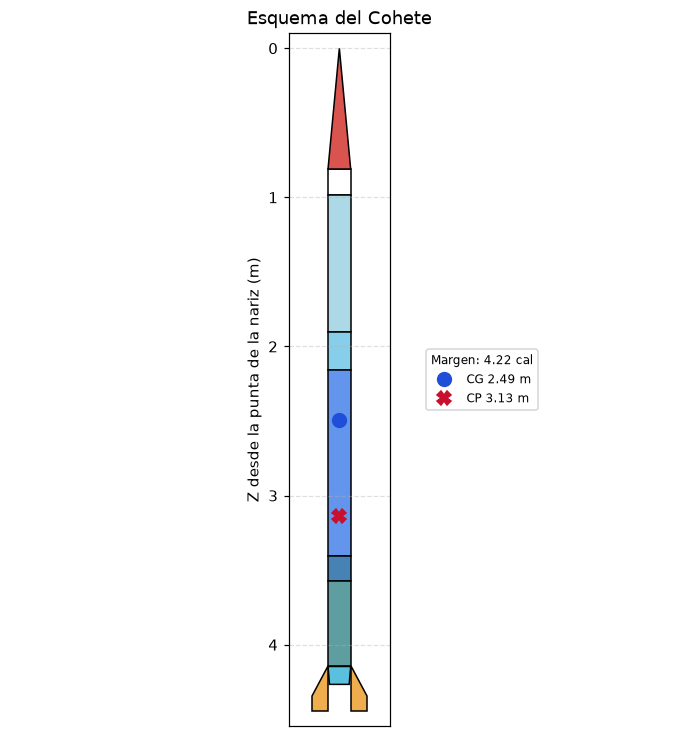 Esquema del Cohete
0
1
2
3
4
Z desde la punta de la nariz (m)
Margen: 4.22 cal
CG 2.49 m
CP 3.13 m